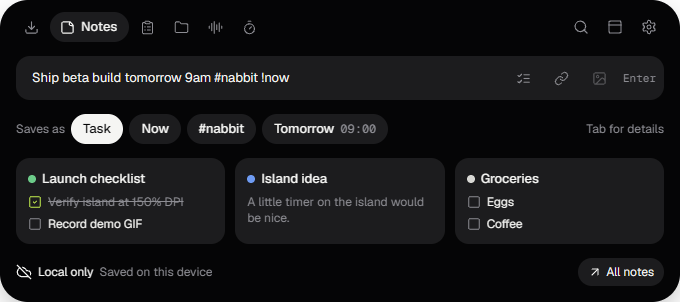 Notes
Ship beta build tomorrow 9am #nabbit !now
Enter
Saves as Task Now #nabbit Tomorrow 09:00 Tab for details
Launch checklist
Verify island at 150% DPI
Record demo GIF
Island idea
A little timer on the island would
be nice.
Groceries
Eggs
Coffee
Local only Saved on this device
All notes